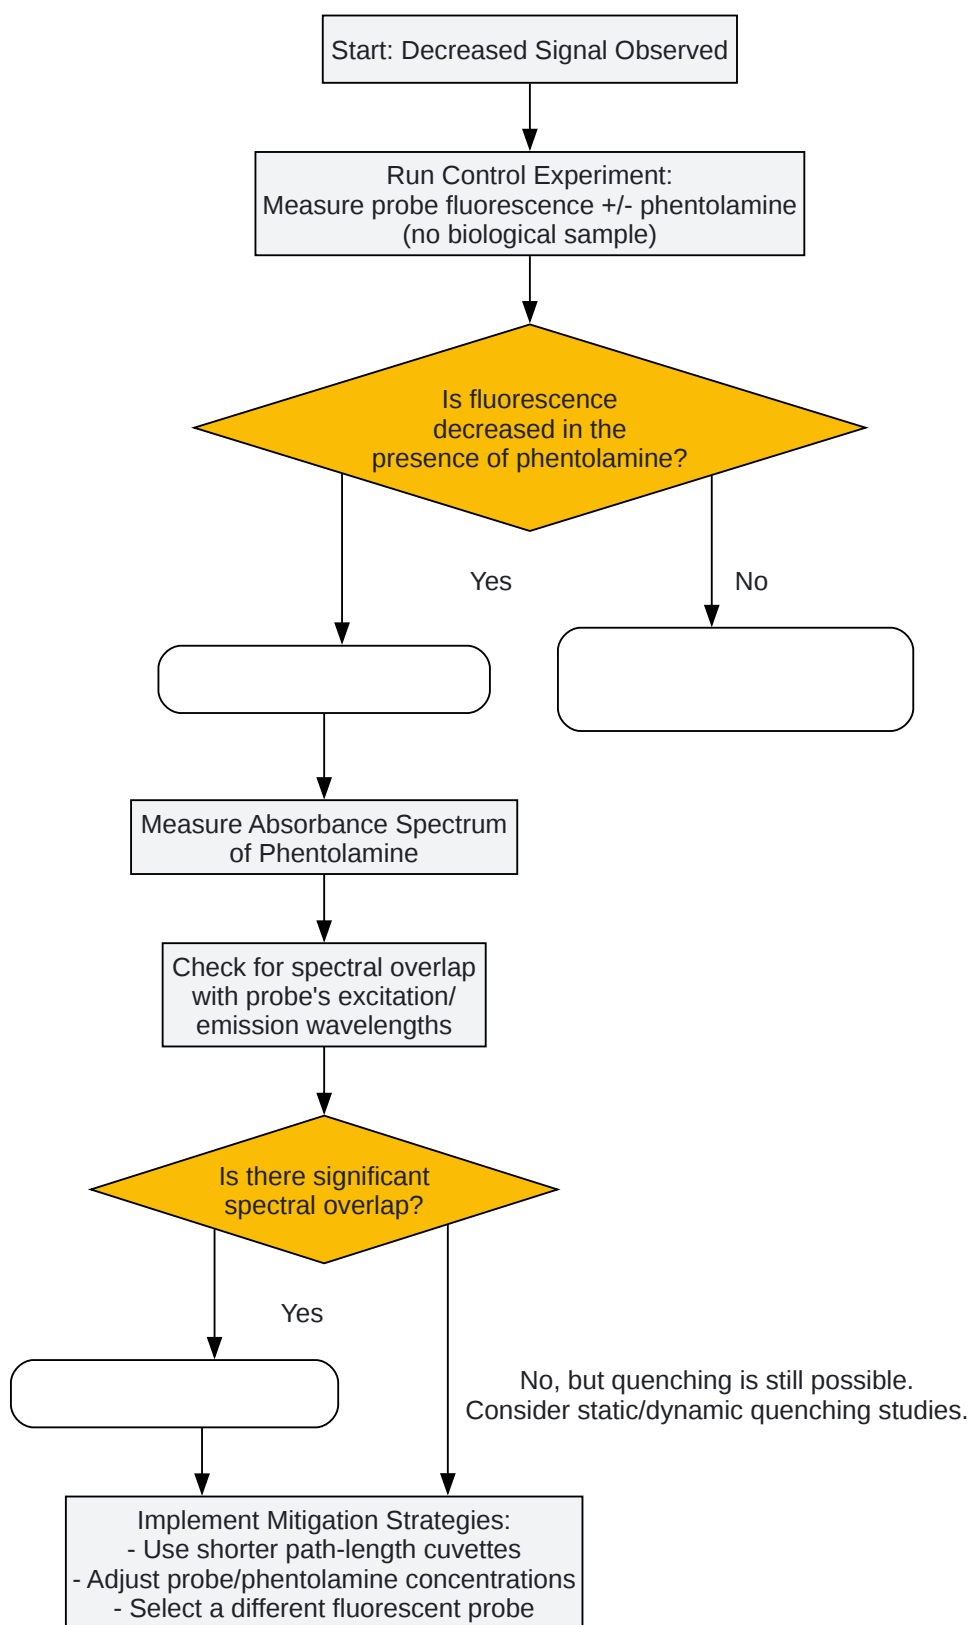 Start: Decreased Signal Observed
Run Control Experiment:
Measure probe fluorescence +/- phentolamine
(no biological sample)
Is fluorescence
decreased in the
presence of phentolamine?
Yes
No
Measure Absorbance Spectrum
of Phentolamine
Check for spectral overlap
with probe's excitation/
emission wavelengths
Is there significant
spectral overlap?
Yes
No, but quenching is still possible.
Consider static/dynamic quenching studies.
Implement Mitigation Strategies:
- Use shorter path-length cuvettes
- Adjust probe/phentolamine concentrations
- Select a different fluorescent probe